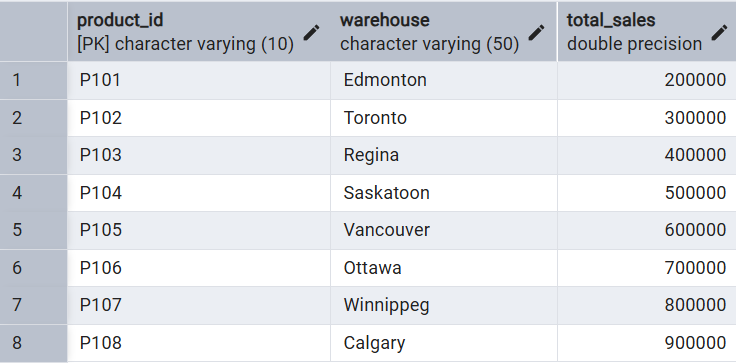 product_id warehouse total_sales
[PK] character varying (10) character varying (50) double precision
1 P101 Edmonton 200000
2 P102 Toronto 300000
3 P103 Regina 400000
4 P104 Saskatoon 500000
5 P105 Vancouver 600000
6 P106 Ottawa 700000
7 P107 Winnippeg 800000
8 P108 Calgary 900000